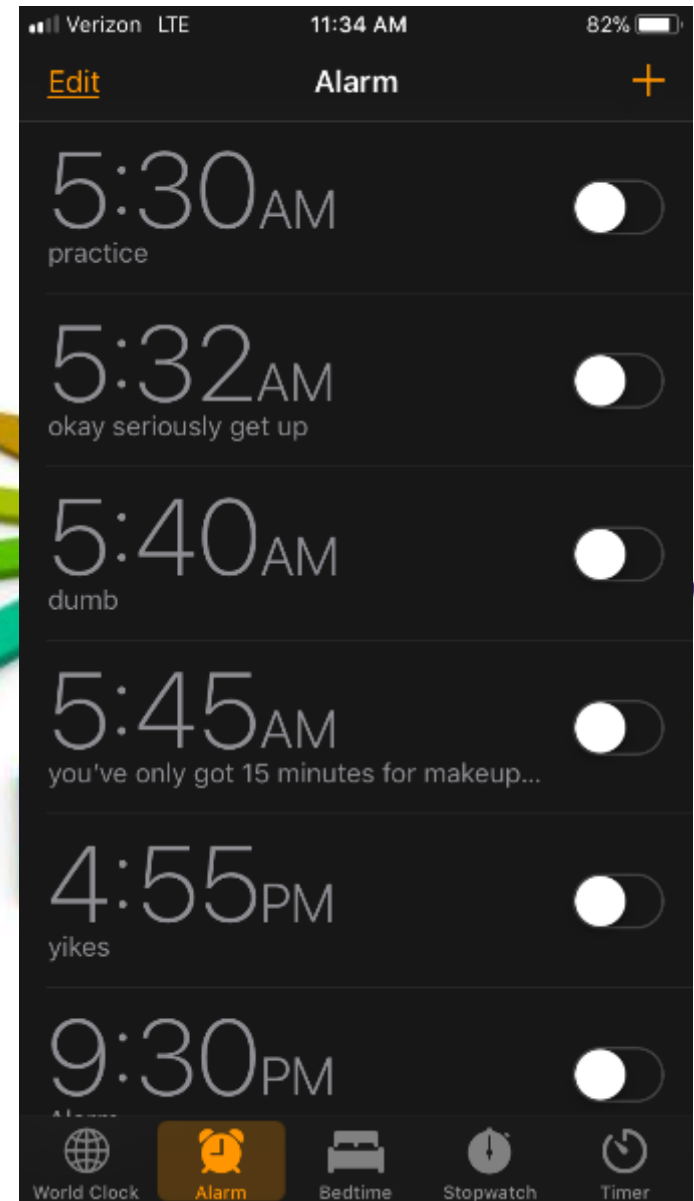 Verizon LTE 11:34 AM 82%
Edit Alarm +
5:30AM
practice
5:32AM
okay seriously get up
5:40AM
dumb
5:45AM
you've only got 15 minutes for makeup...
4:55PM
yikes
9:30PM
Alarm
World Clock Alarm Bedtime Stopwatch Timer